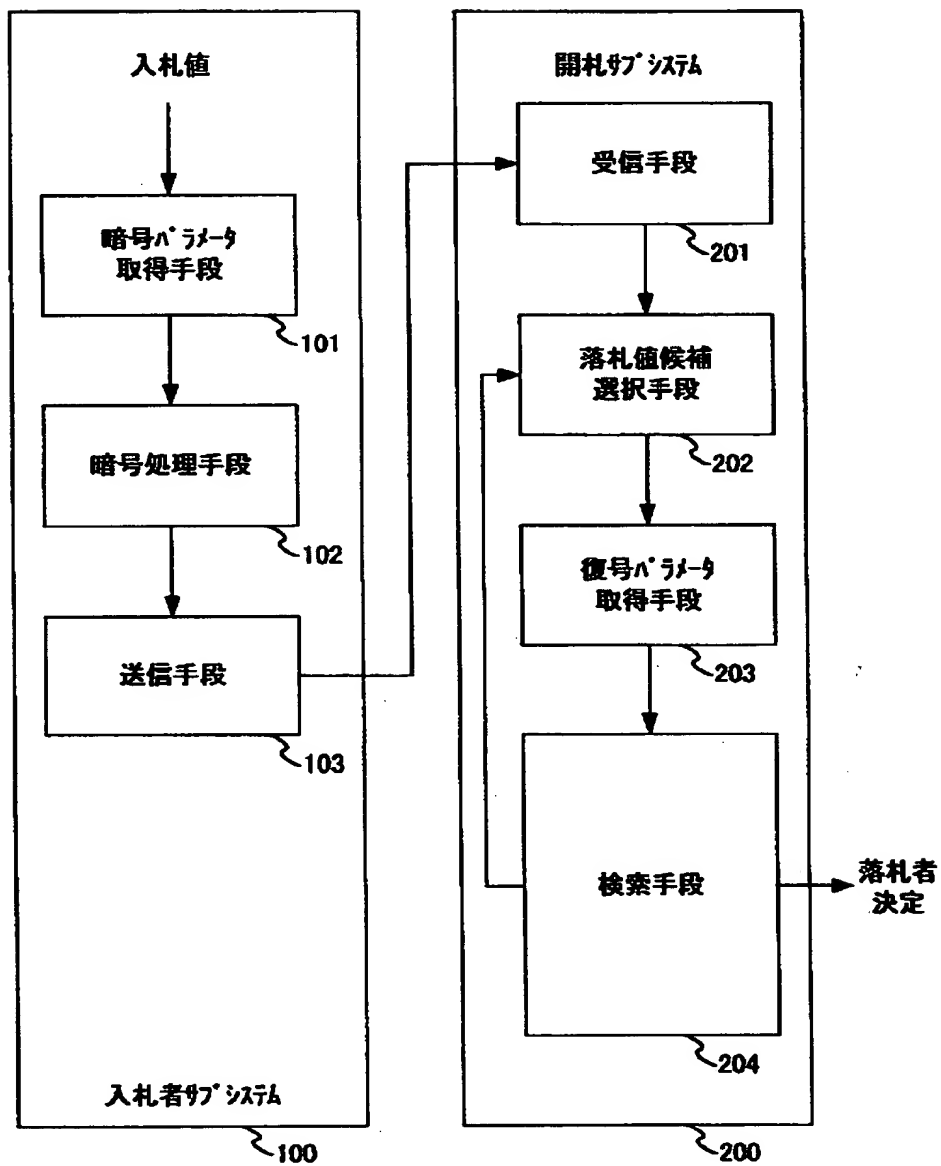 入札値
暗号パラメータ
取得手段
101
暗号処理手段
102
送信手段
103
入札者サブシステム
100
開札サブシステム
受信手段
201
落札値候補
選択手段
202
復号パラメータ
取得手段
203
検索手段
204
落札者
決定
200